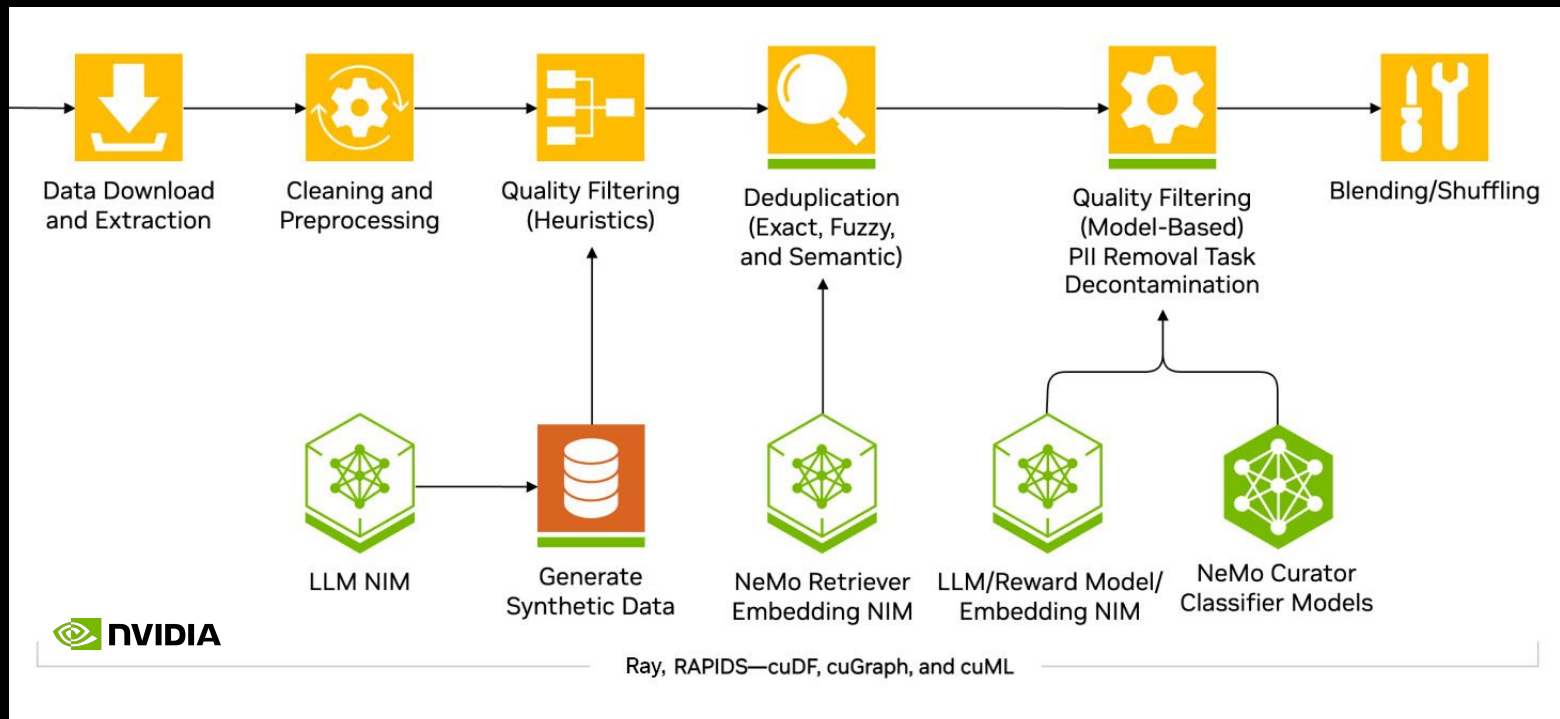 Data Download
and Extraction
Cleaning and
Preprocessing
Quality Filtering
(Heuristics)
Deduplication
(Exact, Fuzzy,
and Semantic)
Quality Filtering
(Model-Based)
PII Removal Task
Decontamination
Blending/Shuffling
LLM NIM
Generate
Synthetic Data
NeMo Retriever
Embedding NIM
LLM/Reward Model/
Embedding NIM
NeMo Curator
Classifier Models
NVIDIA
Ray, RAPIDS—cuDF, cuGraph, and cuML